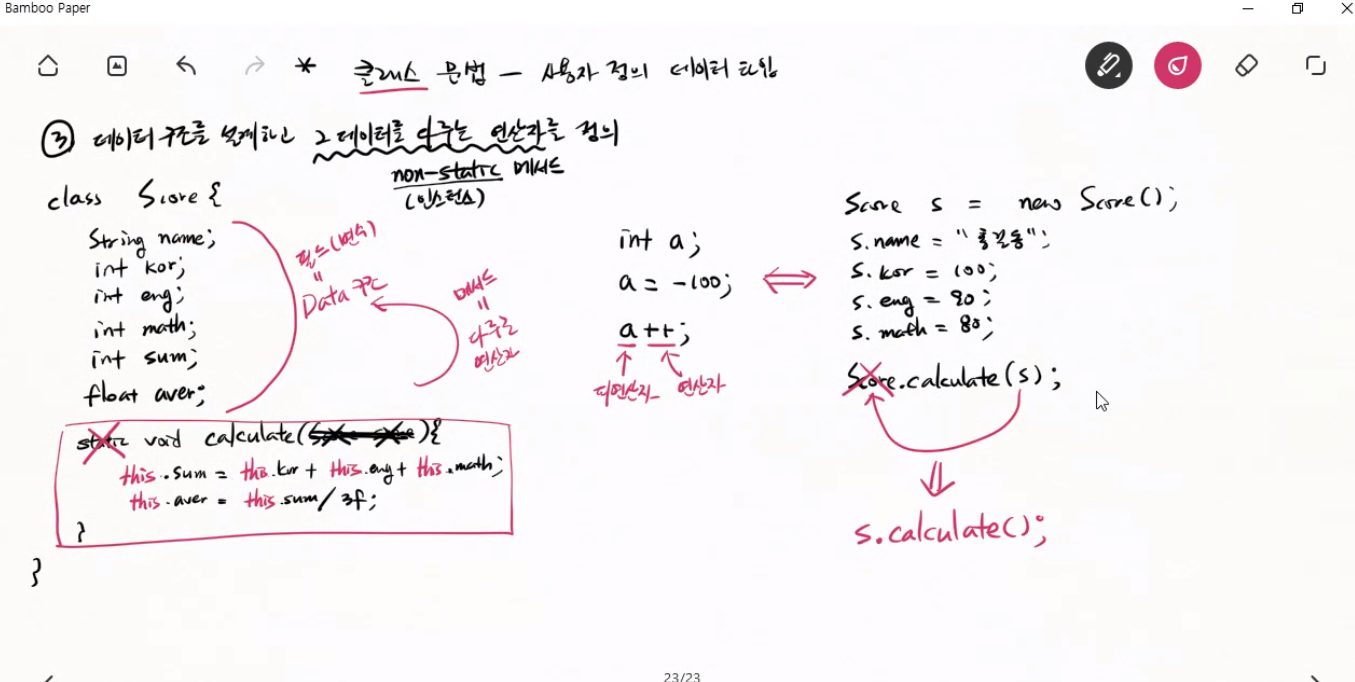 Bamboo Paper
* 클래스 문법 – 사용자 정의 데이터 타입
③ 데이터 구조를 설계하고 그 데이터를 다루는 연산자를 정의
non-static 메서드
(인스턴스)
class Score {
String name;
int kor;
int eng;
int math;
int sum;
float aver;
static void calculate( ){
this.sum = this.kor + this.eng + this.math;
this.aver = this.sum / 3f;
}
}
필드(변수)
=
Data 구조
메서드
=
다루는
연산자
int a;
a = -100;
a++;
피연산자 연산자
Score s = new Score();
s.name = "홍길동";
s.kor = 100;
s.eng = 90;
s.math = 80;
Score.calculate(s);
s.calculate();
23/23